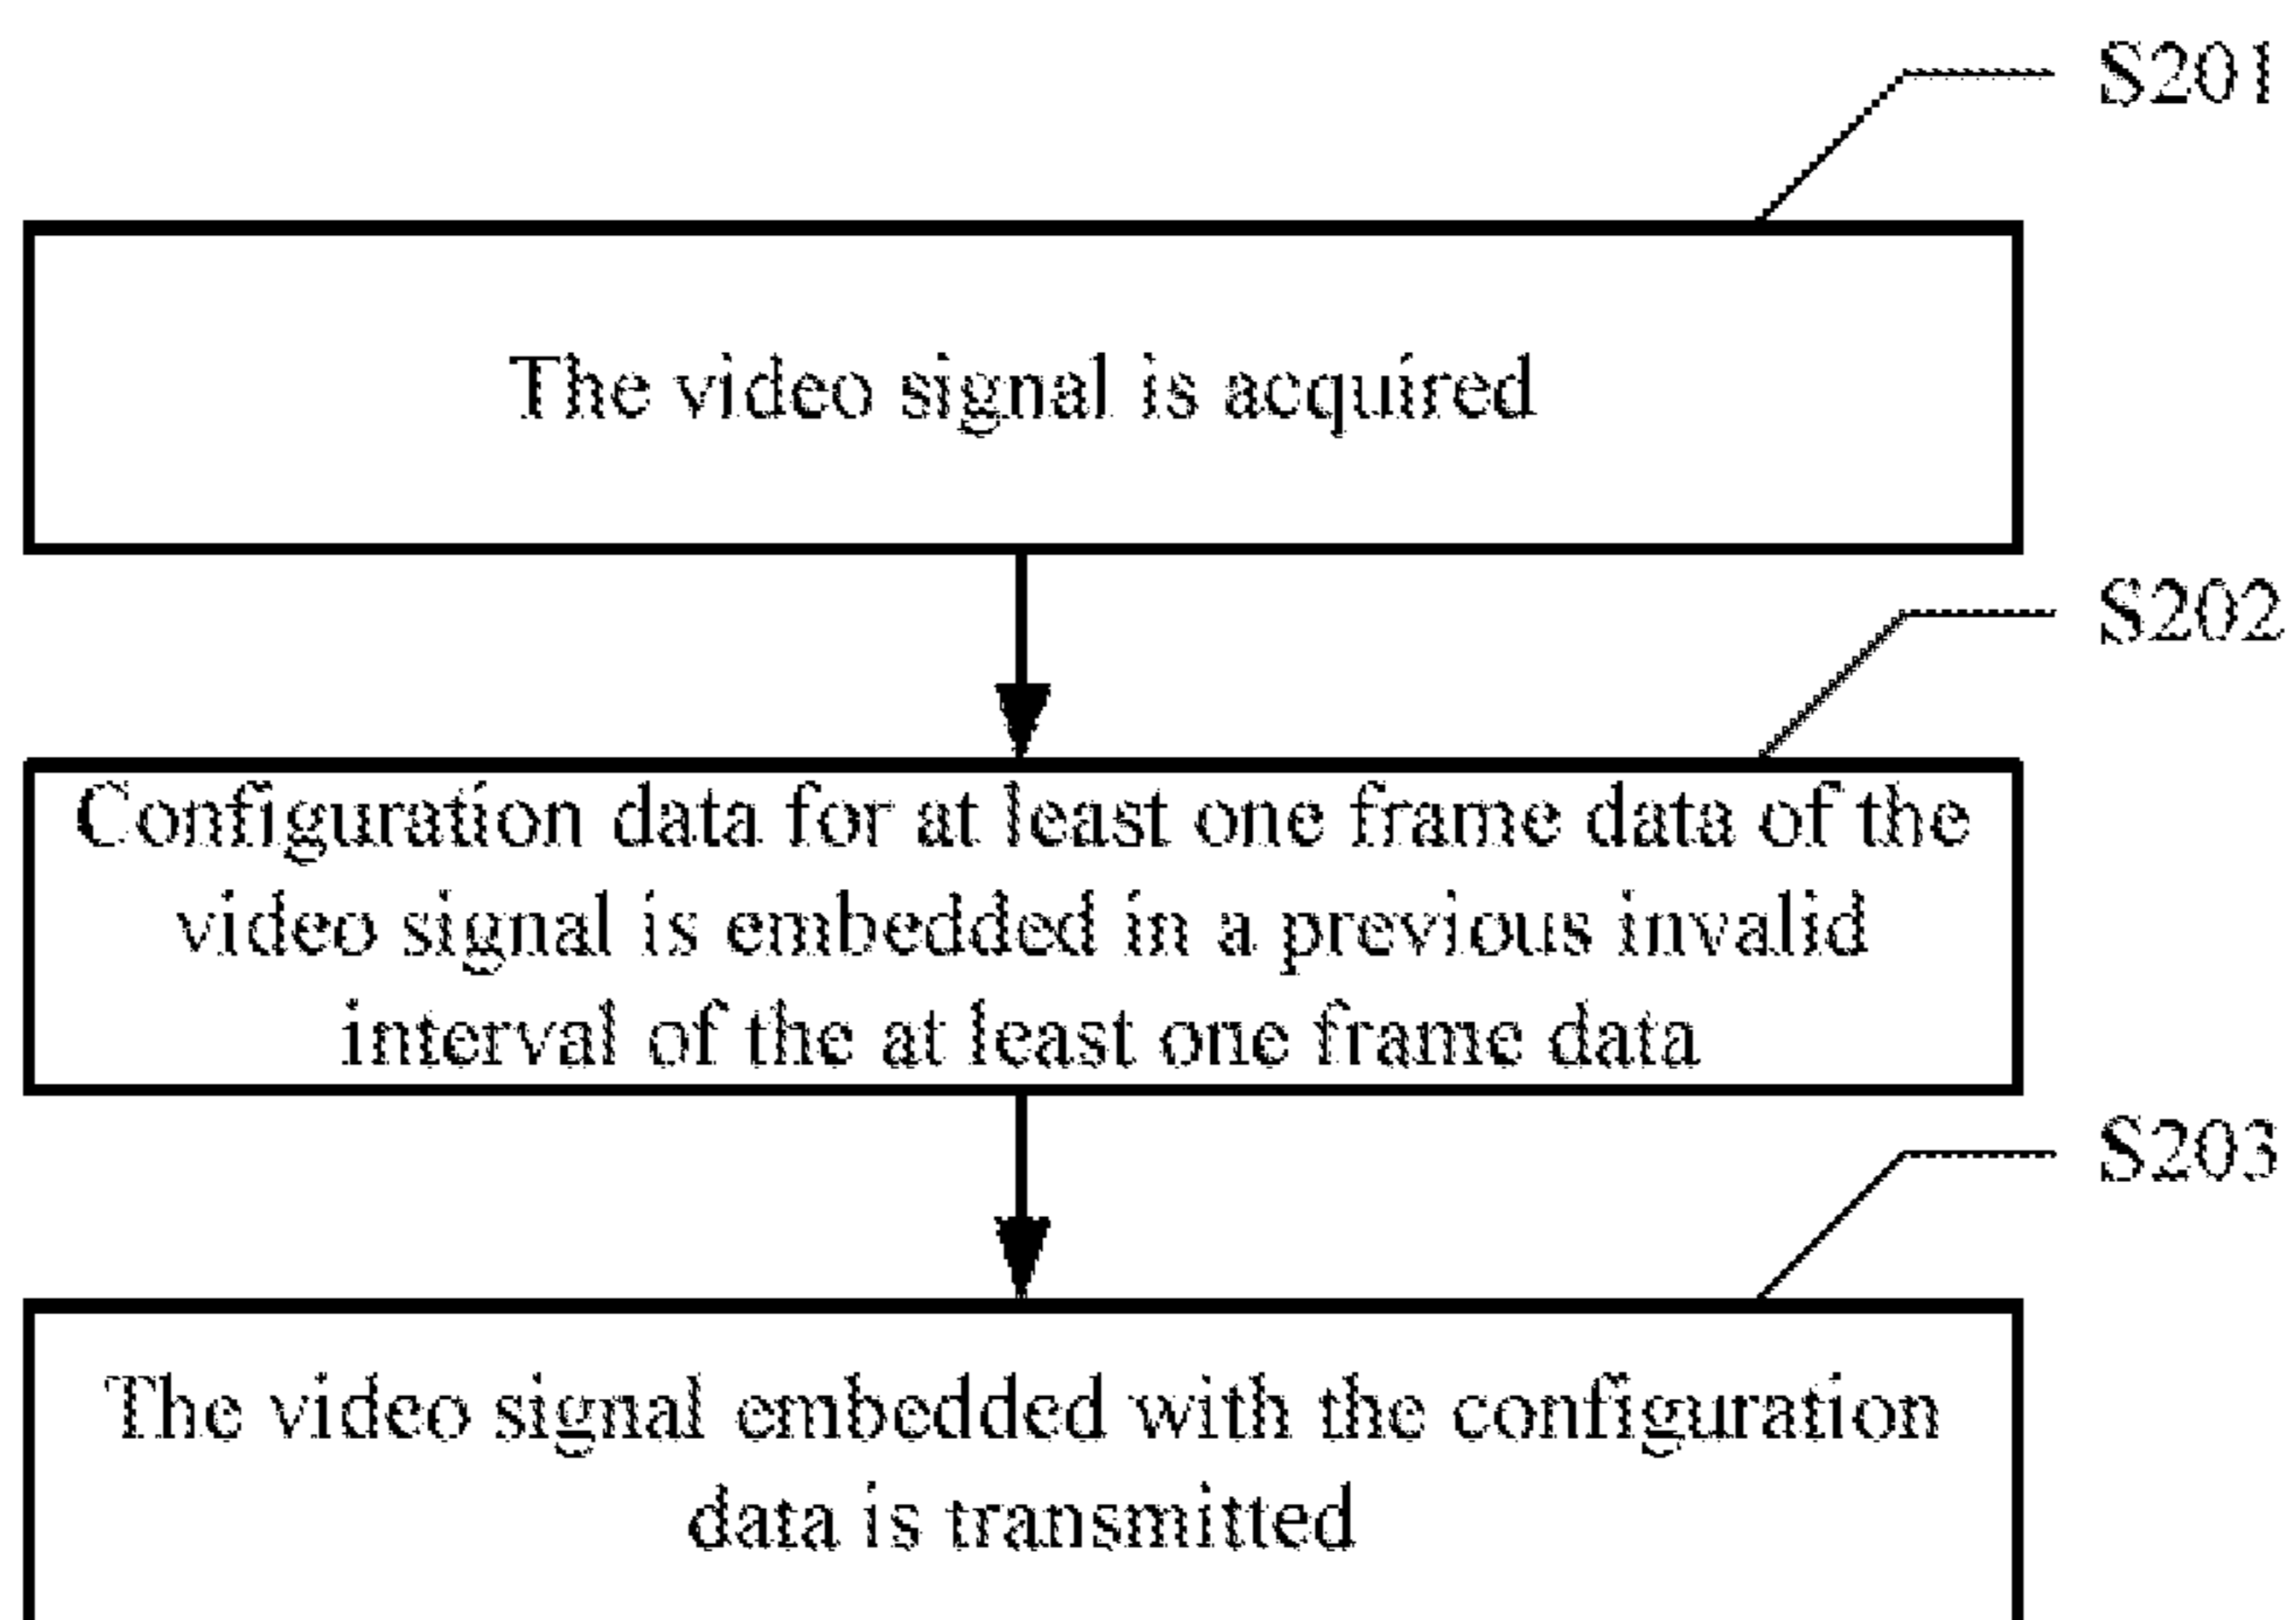 S201
The video signal is acquired
S202
Configuration data for at least one frame data of the
video signal is embedded in a previous invalid
interval of the at least one frame data
S203
The video signal embedded with the configuration
data is transmitted